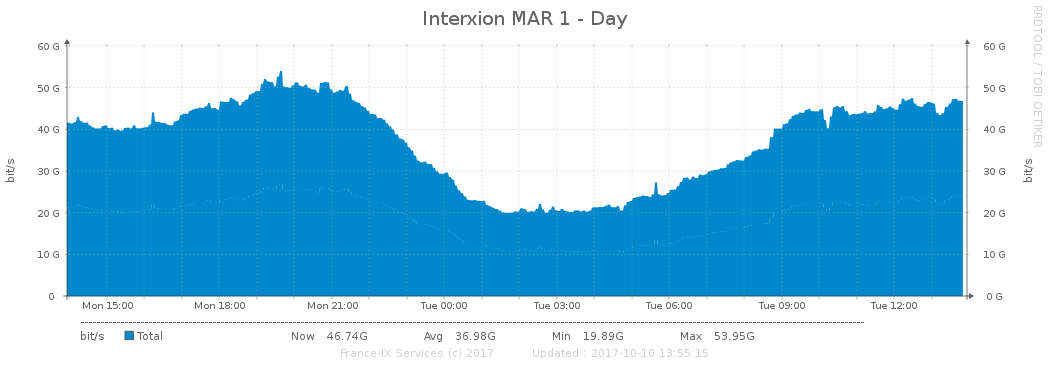 Interxion MAR 1 - Day
RRDTOOL / TOBI OETIKER
bit/s
60 G
50 G
40 G
30 G
20 G
10 G
0
60 G
50 G
40 G
30 G
20 G
10 G
0 G
bit/s
Mon 15:00 Mon 18:00 Mon 21:00 Tue 00:00 Tue 03:00 Tue 06:00 Tue 09:00 Tue 12:00
bit/s Total Now 46.74G Avg 36.98G Min 19.89G Max 53.95G
France-IX Services (c) 2017 Updated : 2017-10-10 13:55:15